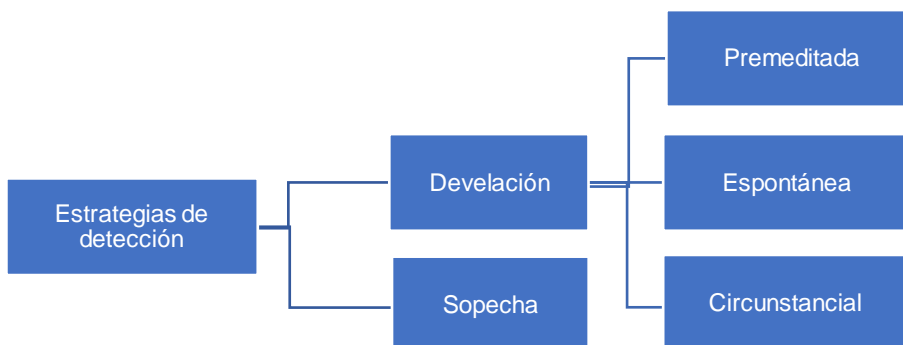 Estrategias de
detección
Develación
Sopecha
Premeditada
Espontánea
Circunstancial